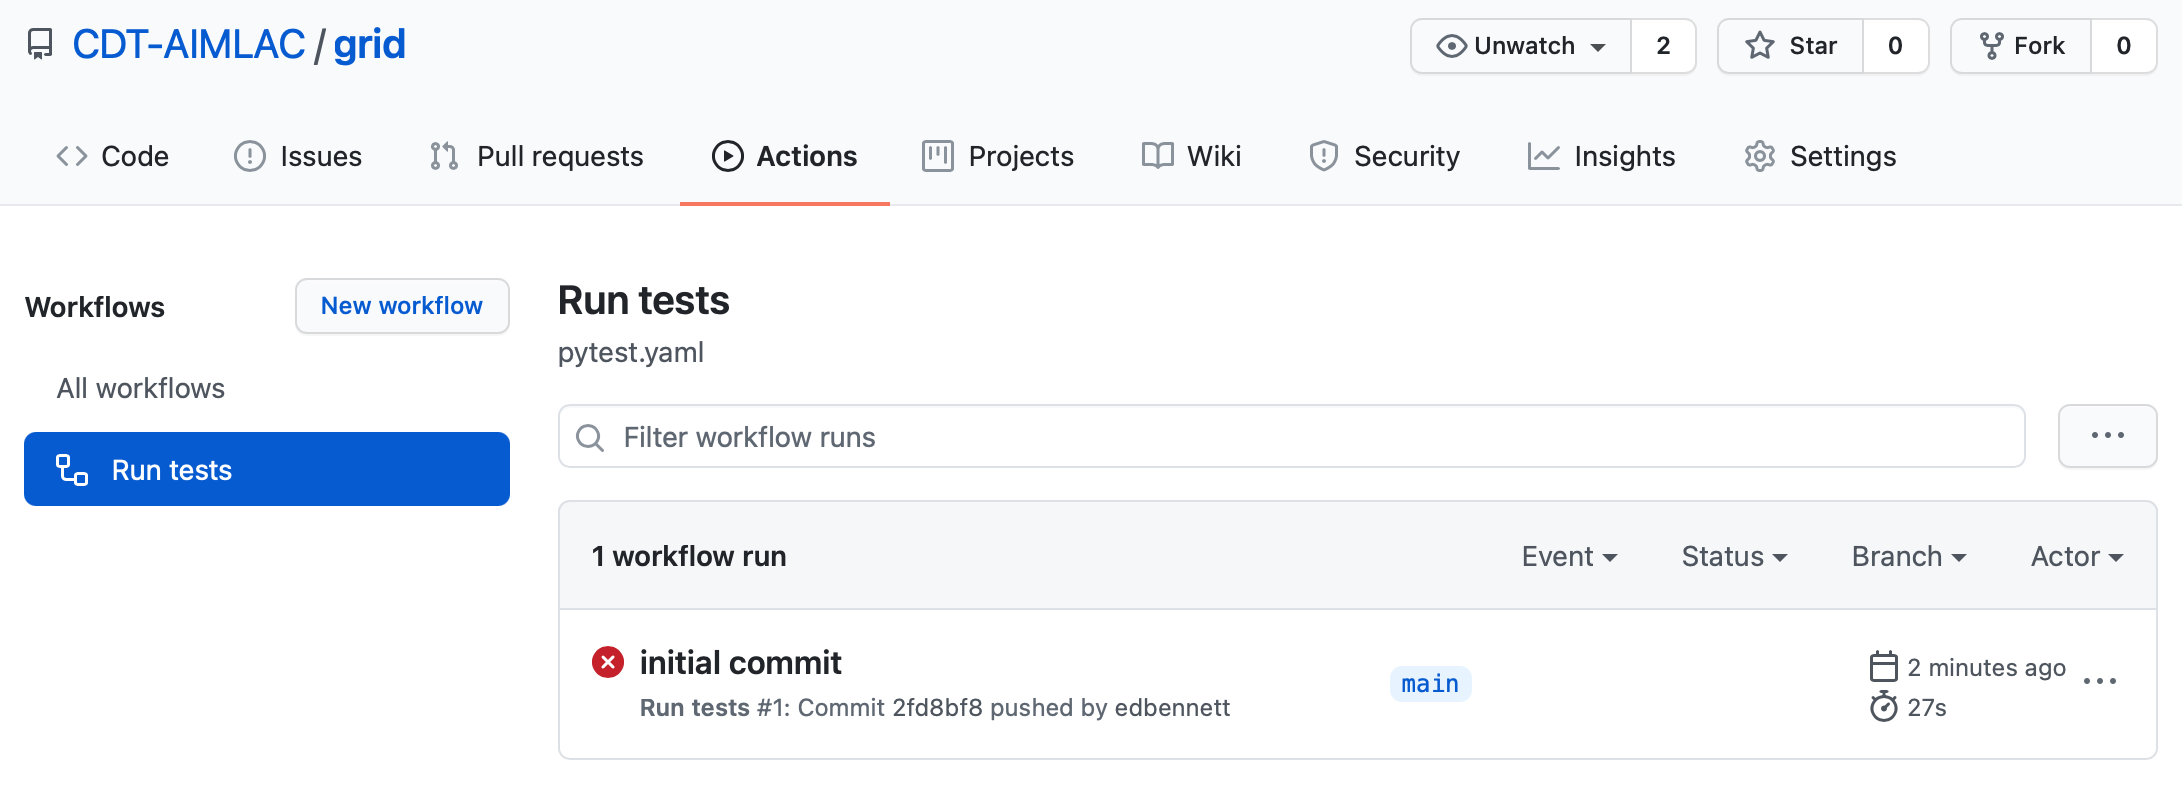 CDT-AIMLAC / grid
Unwatch 2 Star 0 Fork 0
Code Issues Pull requests Actions Projects Wiki Security Insights Settings
Workflows
New workflow
All workflows
Run tests
Run tests
pytest.yaml
Filter workflow runs
1 workflow run Event Status Branch Actor
initial commit
Run tests #1: Commit 2fd8bf8 pushed by edbennett
main
2 minutes ago
27s